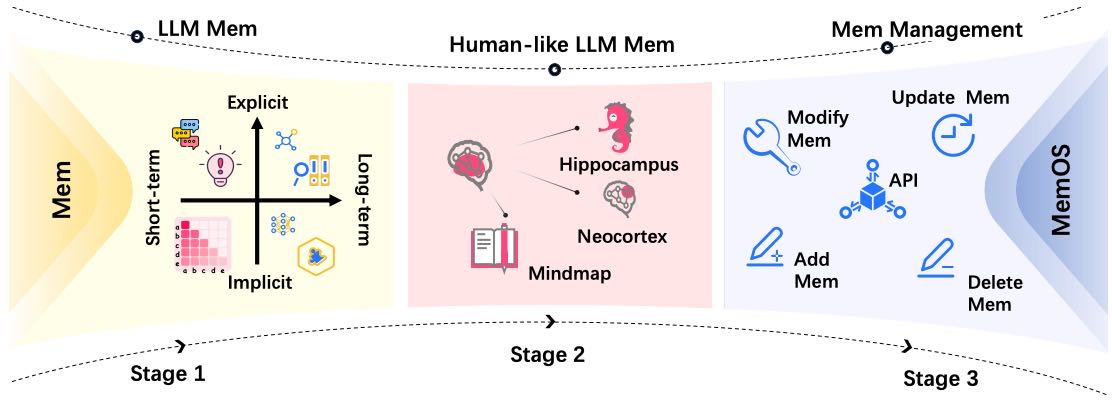 LLM Mem
Human-like LLM Mem
Mem Management
Mem
Explicit
Short-term
Long-term
Implicit
a
b
c
d
e
a b c d e
Hippocampus
Neocortex
Mindmap
Modify
Mem
Update Mem
API
Add
Mem
Delete
Mem
MemOS
Stage 1
Stage 2
Stage 3